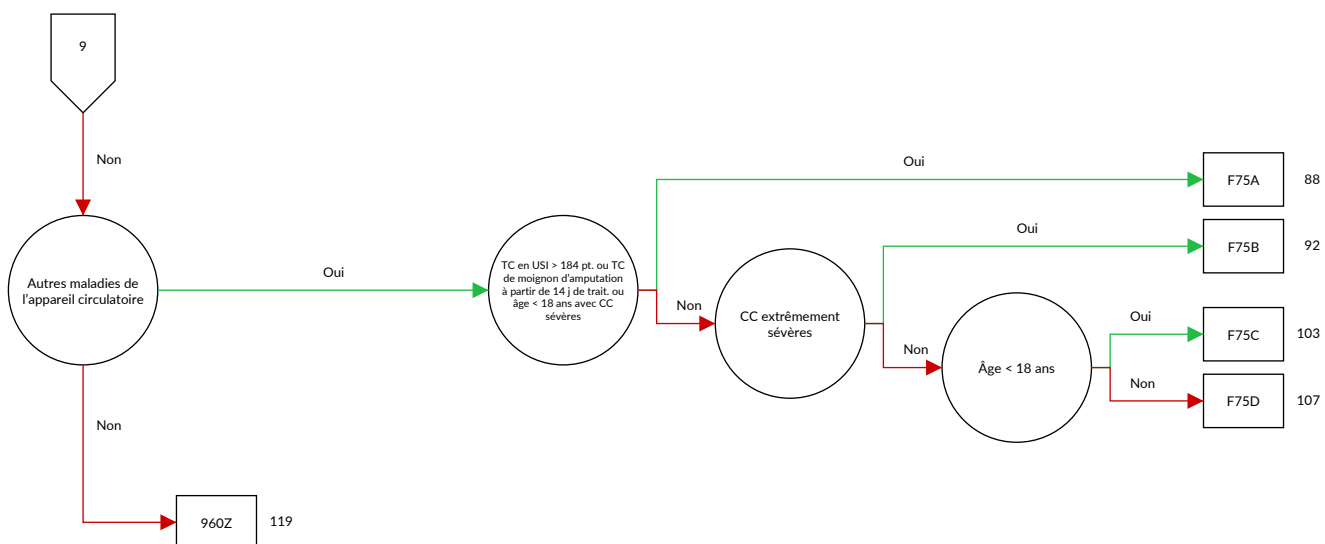 9
Non
Autres maladies de
l'appareil circulatoire
Oui
TC en USI > 184 pt. ou TC
de moignon d'amputation
à partir de 14 j de trait. ou
âge < 18 ans avec CC
sévères
Oui
F75A
88
Non
CC extrêmement
sévères
Oui
F75B
92
Non
Âge < 18 ans
Oui
F75C
103
Non
F75D
107
Non
960Z
119